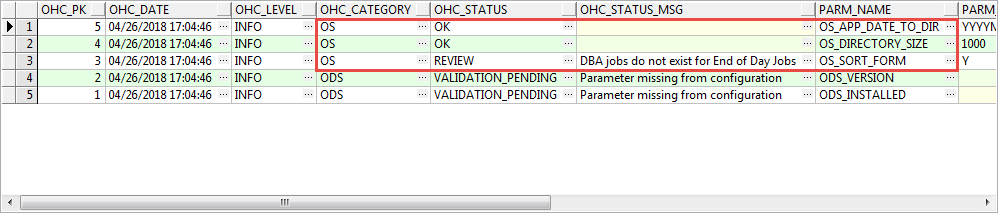 OHC_PK OHC_DATE OHC_LEVEL OHC_CATEGORY OHC_STATUS OHC_STATUS_MSG PARM_NAME PARM
1 5 04/26/2018 17:04:46 ... INFO ... OS ... OK ... ... OS_APP_DATE_TO_DIR ... YYYYM
2 4 04/26/2018 17:04:46 ... INFO ... OS ... OK ... ... OS_DIRECTORY_SIZE ... 1000
3 3 04/26/2018 17:04:46 ... INFO ... OS ... REVIEW ... DBA jobs do not exist for End of Day Jobs ... OS_SORT_FORM ... Y
4 2 04/26/2018 17:04:46 ... INFO ... ODS ... VALIDATION_PENDING ... Parameter missing from configuration ... ODS_VERSION ...
5 1 04/26/2018 17:04:46 ... INFO ... ODS ... VALIDATION_PENDING ... Parameter missing from configuration ... ODS_INSTALLED ...